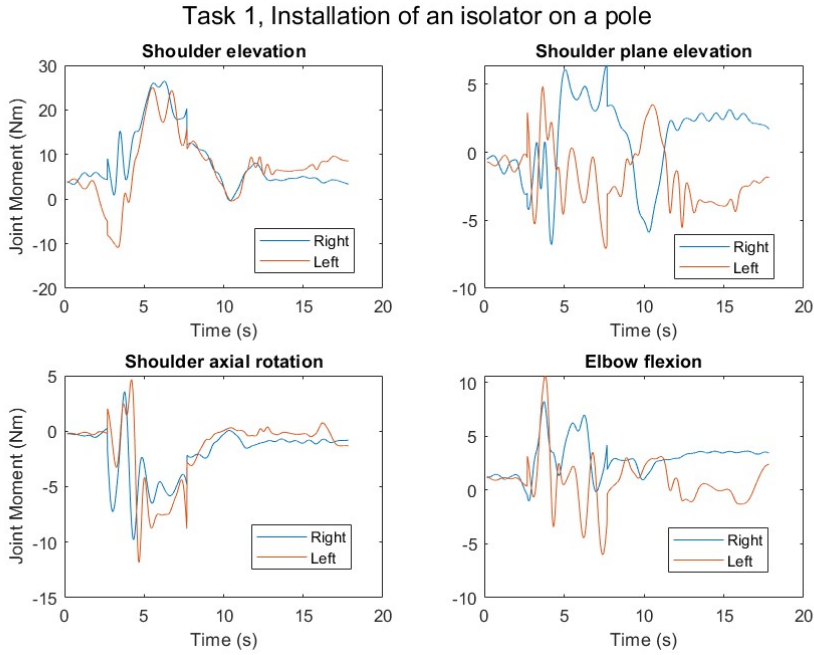 Task 1, Installation of an isolator on a pole
Shoulder elevation
Joint Moment (Nm)
30
20
10
0
-10
-20
0
5
10
15
20
Time (s)
Right
Left
Shoulder plane elevation
5
0
-5
-10
0
5
10
15
20
Time (s)
Right
Left
Shoulder axial rotation
Joint Moment (Nm)
5
0
-5
-10
-15
0
5
10
15
20
Time (s)
Right
Left
Elbow flexion
10
5
0
-5
-10
0
5
10
15
20
Time (s)
Right
Left